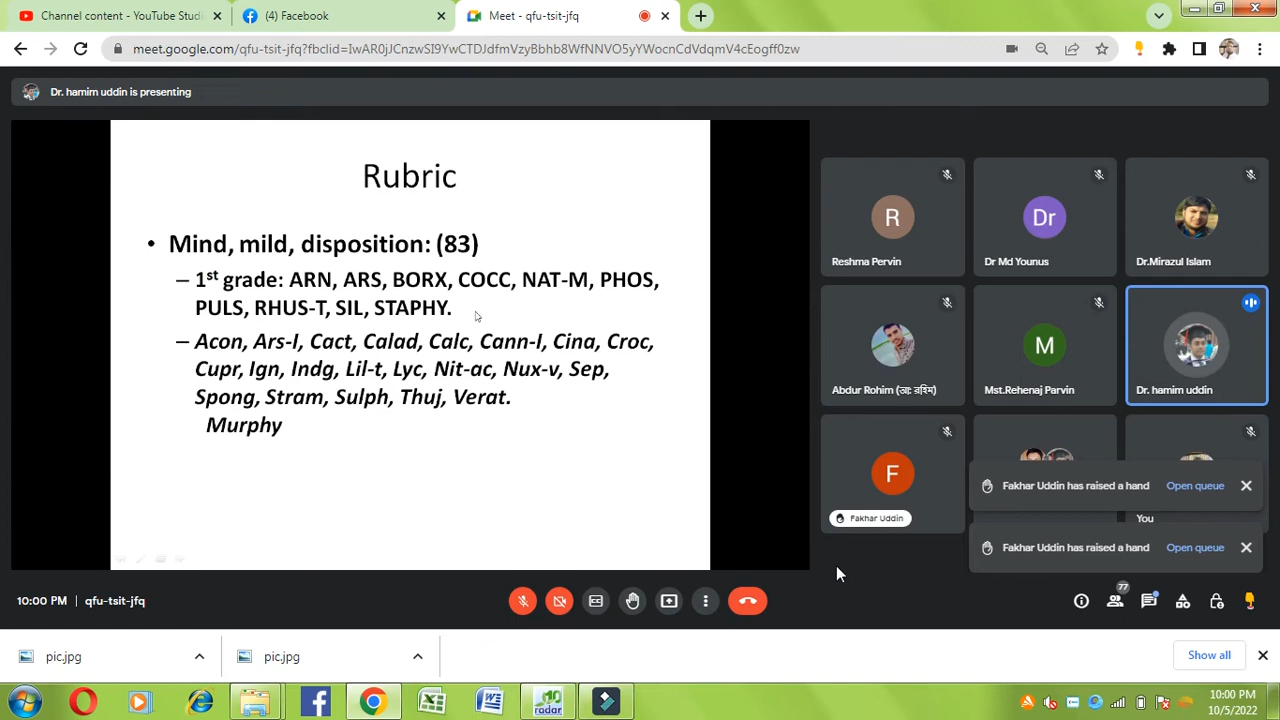 Channel content - YouTube Studi
(4) Facebook
Meet - qfu-tsit-jfq
meet.google.com/qfu-tsit-jfq?fbclid=IwAR0jJCnzwSI9YwCTDJdfmVzyBbhb8WfNNVO5yYWocnCdVdqmV4cEogff0zw
Dr. hamim uddin is presenting
Rubric
• Mind, mild, disposition: (83)
– 1st grade: ARN, ARS, BORX, COCC, NAT-M, PHOS,
PULS, RHUS-T, SIL, STAPHY.
– Acon, Ars-I, Cact, Calad, Calc, Cann-I, Cina, Croc,
Cupr, Ign, Indg, Lil-t, Lyc, Nit-ac, Nux-v, Sep,
Spong, Stram, Sulph, Thuj, Verat.
Murphy
R
Reshma Pervin
Dr
Dr Md Younus
Dr.Mirazul Islam
Abdur Rohim (ডা: রহিম)
M
Mst.Rehenaj Parvin
Dr. hamim uddin
F
Fakhar Uddin
Fakhar Uddin has raised a hand Open queue
You
Fakhar Uddin has raised a hand Open queue
10:00 PM | qfu-tsit-jfq
77
pic.jpg
pic.jpg
Show all
10
radar
10:00 PM
10/5/2022